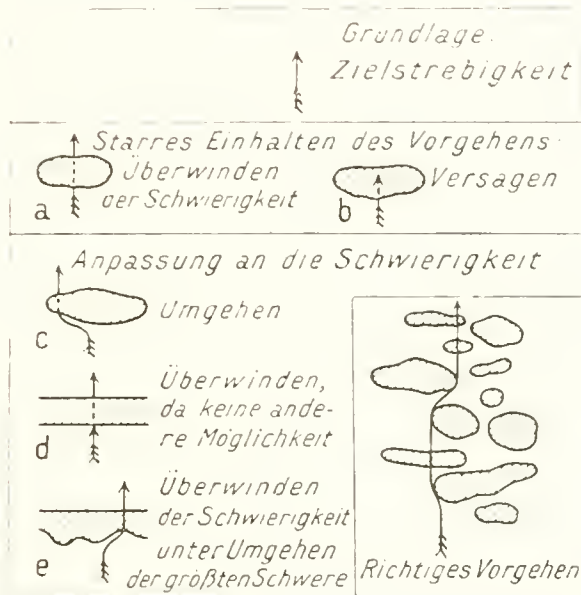 Grundlage:
Zielstrebigkeit
Starres Einhalten des Vorgehens
a
Überwinden
der Schwierigkeit
b
Versagen
Anpassung an die Schwierigkeit
c
Umgehen
d
Überwinden,
da keine ande-
re Möglichkeit
e
Überwinden
der Schwierigkeit
unter Umgehen
der größten Schwere
Richtiges Vorgehen